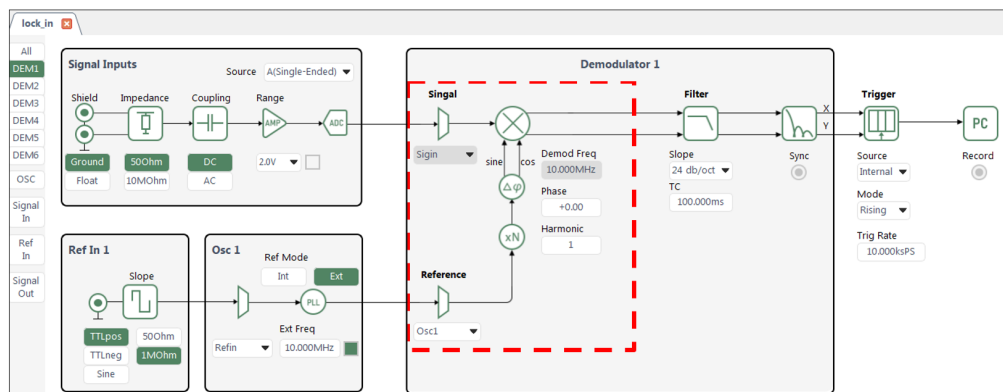 lock_in
All
DEM1
DEM2
DEM3
DEM4
DEM5
DEM6
OSC
Signal
In
Ref
In
Signal
Out
Signal Inputs
Source A(Single-Ended)
Shield Impedance Coupling Range
AMP ADC
Ground 50Ohm DC 2.0V
Float 10MOhm AC
Ref In 1
Slope
TTLpos 50Ohm
TTLneg 1MOhm
Sine
Osc 1
Ref Mode
Int Ext
PLL
Ext Freq
Refin 10.000MHz
Demodulator 1
Singal
Sigin
sine cos
Δφ
xN
Demod Freq
10.000MHz
Phase
+0.00
Harmonic
1
Reference
Osc1
Filter
Slope
24 db/oct
TC
100.000ms
X
Y
Sync
Trigger
Source
Internal
Mode
Rising
Trig Rate
10.000ksPS
PC
Record